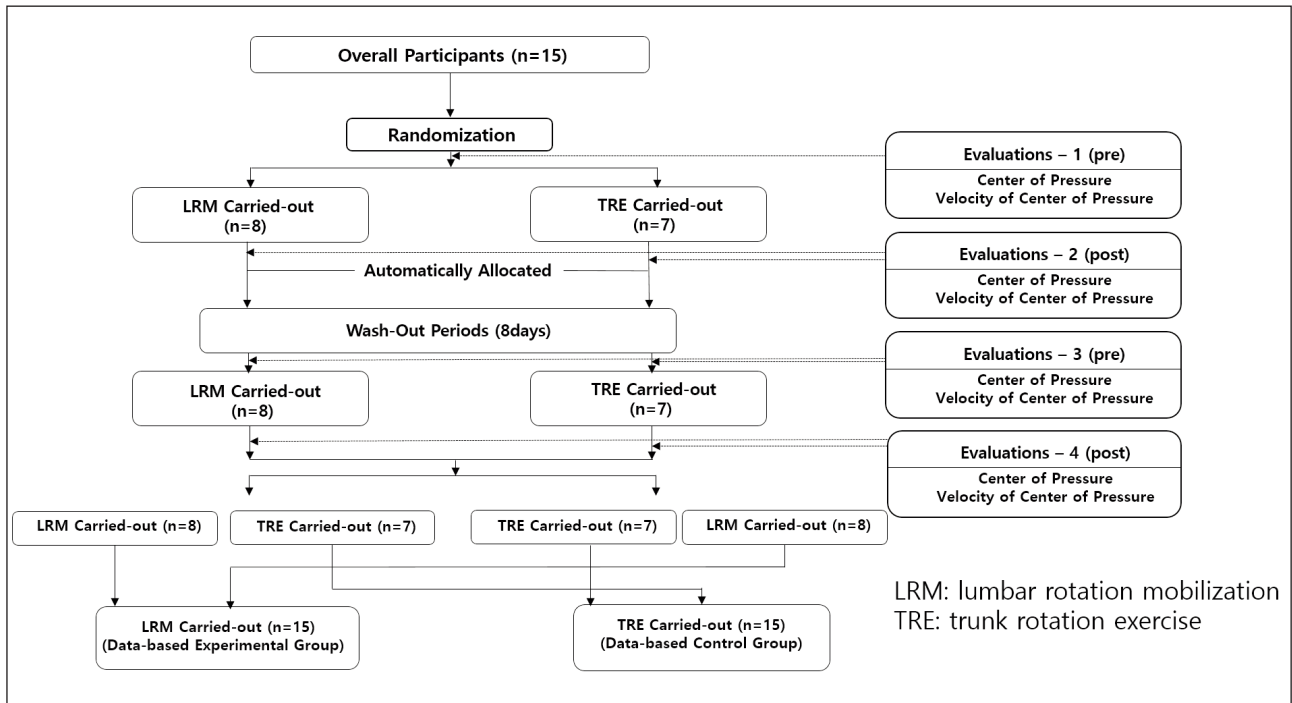 Overall Participants (n=15)
Randomization
Evaluations – 1 (pre)
Center of Pressure
Velocity of Center of Pressure
LRM Carried-out
(n=8)
TRE Carried-out
(n=7)
Evaluations – 2 (post)
Center of Pressure
Velocity of Center of Pressure
Automatically Allocated
Wash-Out Periods (8days)
Evaluations – 3 (pre)
Center of Pressure
Velocity of Center of Pressure
LRM Carried-out
(n=8)
TRE Carried-out
(n=7)
Evaluations – 4 (post)
Center of Pressure
Velocity of Center of Pressure
LRM Carried-out (n=8)
TRE Carried-out (n=7)
TRE Carried-out (n=7)
LRM Carried-out (n=8)
LRM: lumbar rotation mobilization
TRE: trunk rotation exercise
LRM Carried-out (n=15)
(Data-based Experimental Group)
TRE Carried-out (n=15)
(Data-based Control Group)